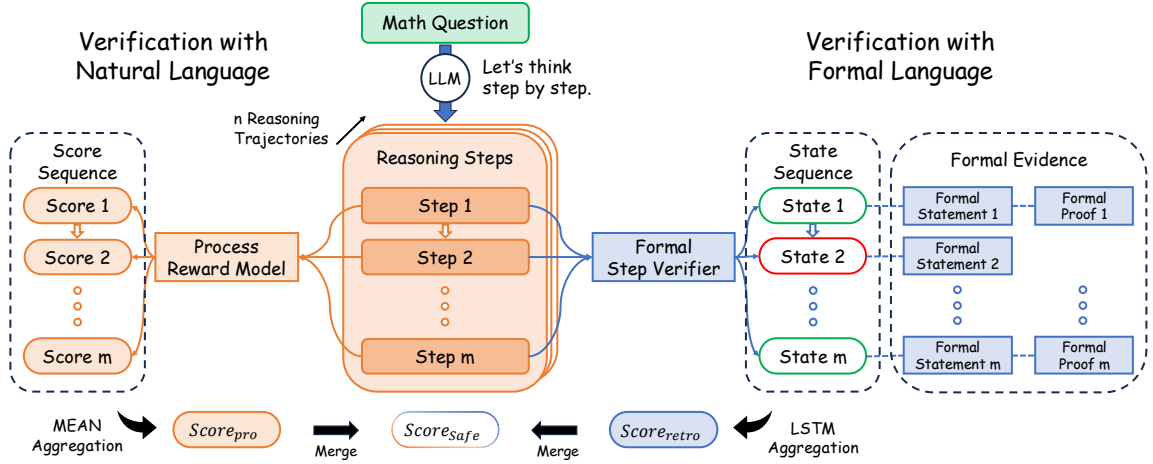 Math Question
Verification with
Natural Language
LLM
Let's think
step by step.
Verification with
Formal Language
n Reasoning
Trajectories
Score
Sequence
Score 1
Score 2
Score m
Process
Reward Model
Reasoning Steps
Step 1
Step 2
Step m
Formal
Step Verifier
State
Sequence
State 1
State 2
State m
Formal Evidence
Formal
Statement 1
Formal
Proof 1
Formal
Statement 2
Formal
Statement m
Formal
Proof m
MEAN
Aggregation
Score_pro
Merge
Score_Safe
Merge
Score_retro
LSTM
Aggregation